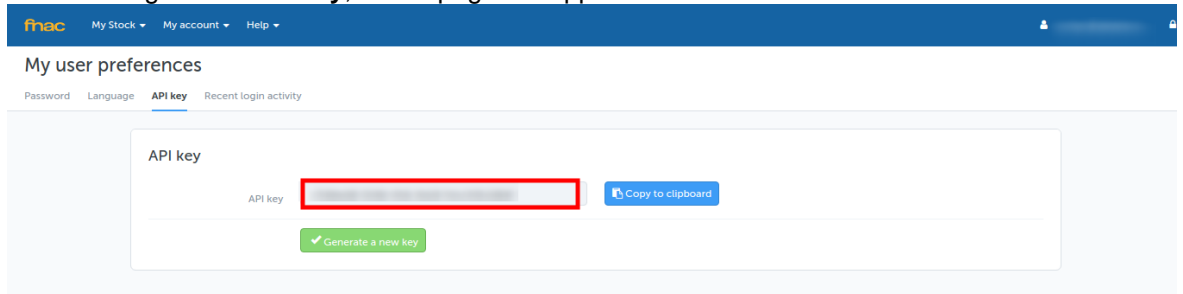 fnac My Stock My account Help
My user preferences
Password Language API key Recent login activity
API key
API key Copy to clipboard
Generate a new key